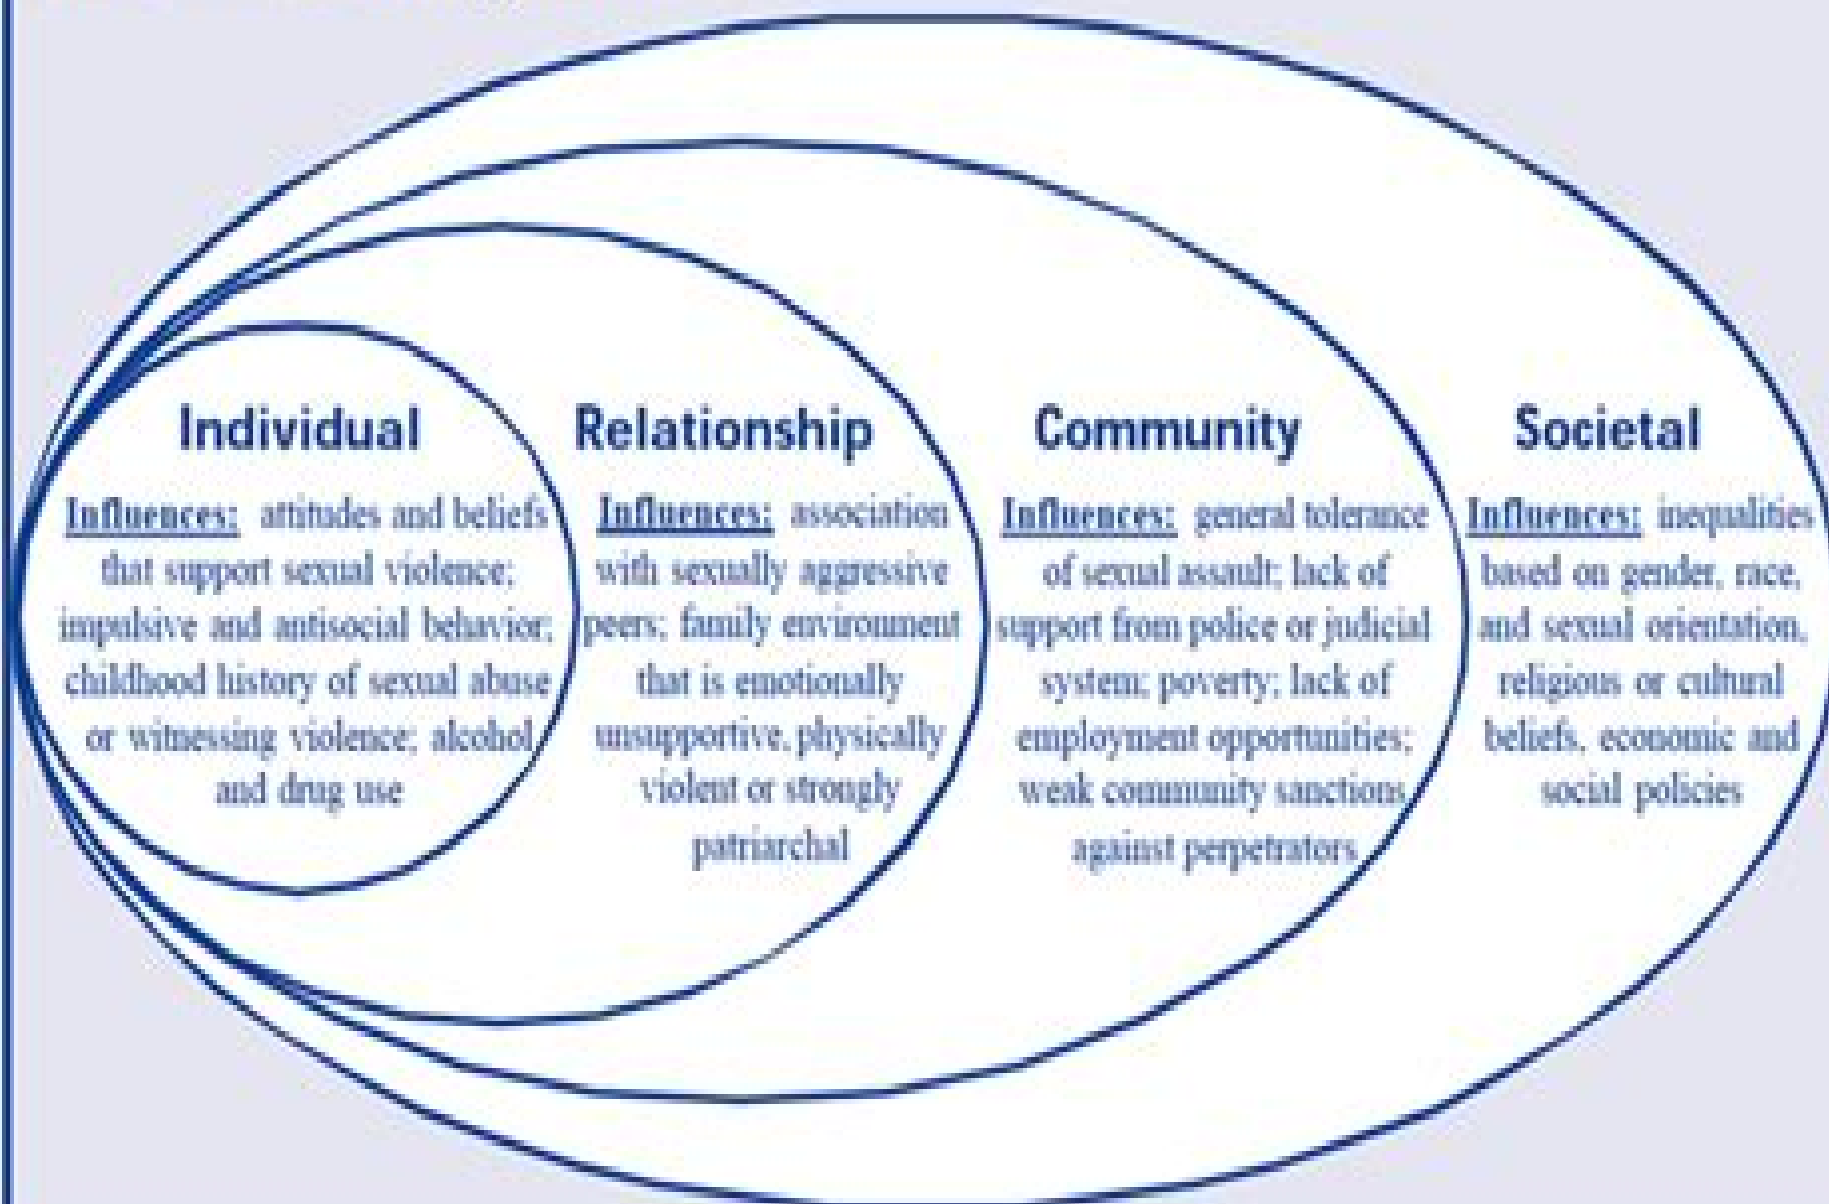 Individual
Influences: attitudes and beliefs
that support sexual violence;
impulsive and antisocial behavior;
childhood history of sexual abuse
or witnessing violence; alcohol
and drug use
Relationship
Influences: association
with sexually aggressive
peers; family environment
that is emotionally
unsupportive, physically
violent or strongly
patriarchal
Community
Influences: general tolerance
of sexual assault; lack of
support from police or judicial
system; poverty; lack of
employment opportunities;
weak community sanctions
against perpetrators
Societal
Influences: inequalities
based on gender, race,
and sexual orientation,
religious or cultural
beliefs, economic and
social policies